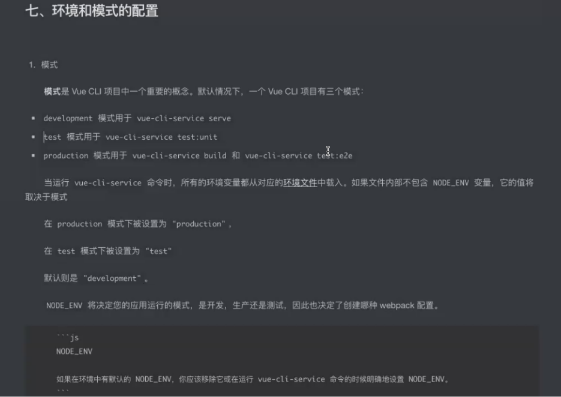 七、环境和模式的配置
1. 模式
模式是 Vue CLI 项目中一个重要的概念。默认情况下，一个 Vue CLI 项目有三个模式：
development 模式用于 vue-cli-service serve
test 模式用于 vue-cli-service test:unit
production 模式用于 vue-cli-service build 和 vue-cli-service test:e2e
当运行 vue-cli-service 命令时，所有的环境变量都从对应的环境文件中载入。如果文件内部不包含 NODE_ENV 变量，它的值将
取决于模式
在 production 模式下被设置为 "production"，
在 test 模式下被设置为 "test"
默认则是 "development"。
NODE_ENV 将决定您的应用运行的模式，是开发，生产还是测试，因此也决定了创建哪种 webpack 配置。
```js
NODE_ENV
如果在环境中有默认的 NODE_ENV，你应该移除它或在运行 vue-cli-service 命令的时候明确地设置 NODE_ENV。
```